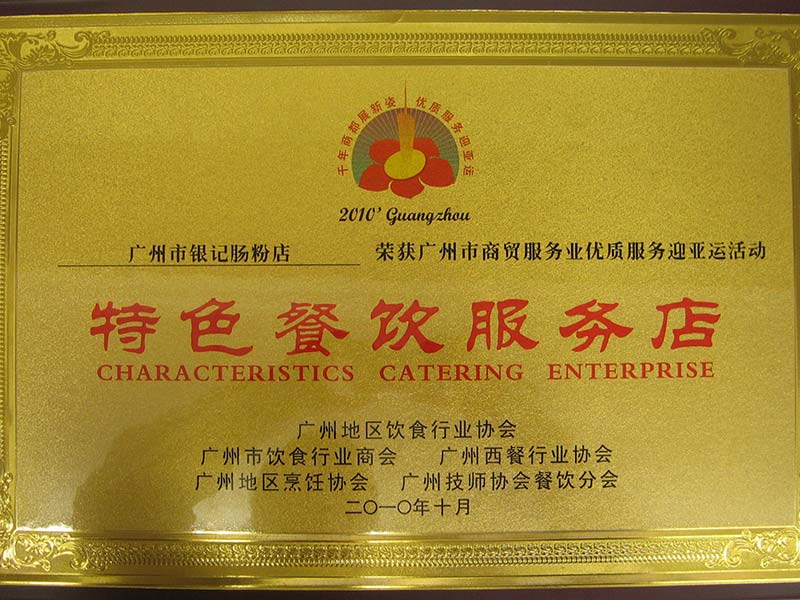 千年商都展新姿 优质服务迎亚运
2010' Guangzhou
广州市银记肠粉店 荣获广州市商贸服务业优质服务迎亚运活动
特色餐饮服务店
CHARACTERISTICS CATERING ENTERPRISE
广州地区饮食行业协会
广州市饮食行业商会 广州西餐行业协会
广州地区烹饪协会 广州技师协会餐饮分会
二〇一〇年十月